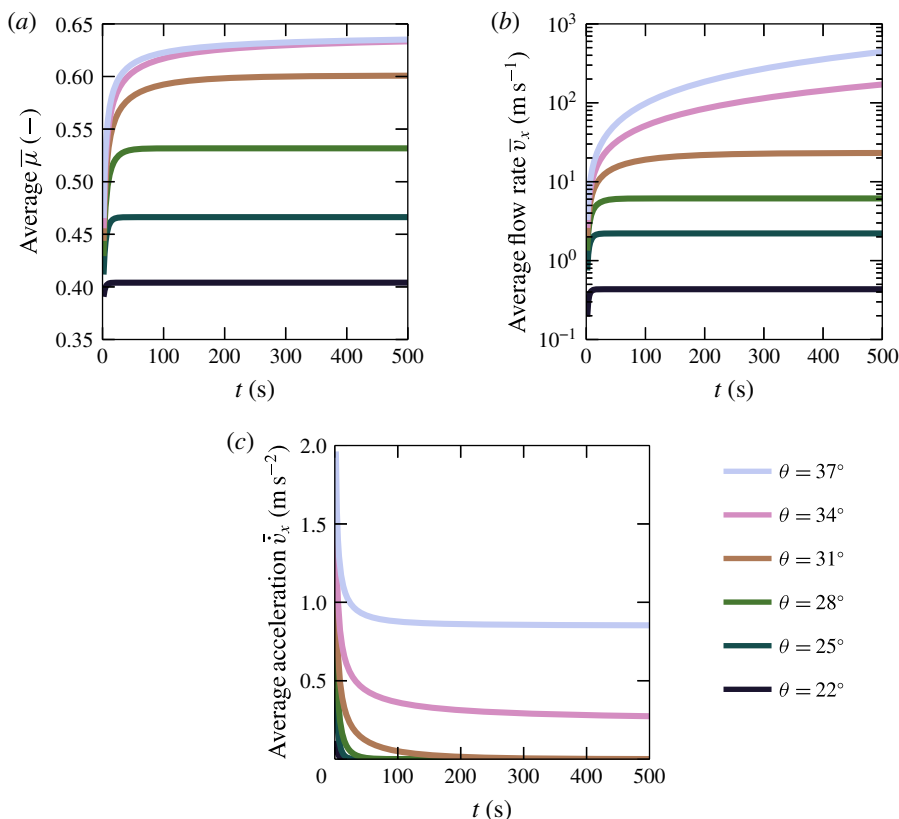 (a)
0.65
0.60
0.55
0.50
0.45
0.40
0.35
Average μ̅ (–)
0 100 200 300 400 500
t (s)
(b)
10³
10²
10¹
10⁰
10⁻¹
Average flow rate v̅ₓ (m s⁻¹)
0 100 200 300 400 500
t (s)
(c)
2.0
1.5
1.0
0.5
Average acceleration v̇̅ₓ (m s⁻²)
0 100 200 300 400 500
t (s)
θ = 37°
θ = 34°
θ = 31°
θ = 28°
θ = 25°
θ = 22°